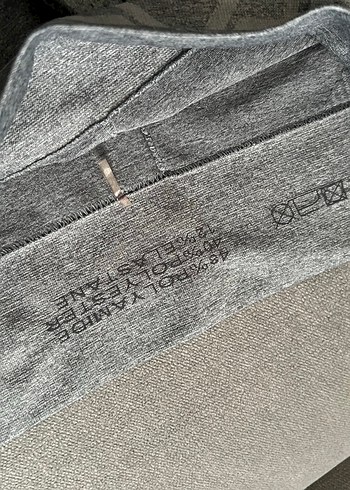 48% POLYAMIDE
40% POLYESTER
12% ELASTANE